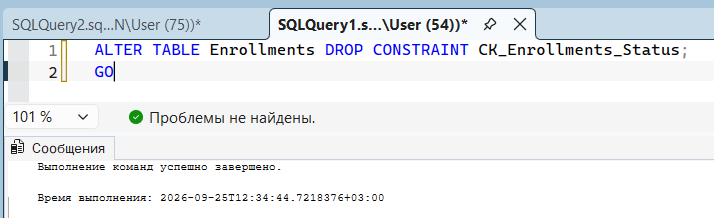 SQLQuery2.sq...N\User (75))*
SQLQuery1.s...\User (54))*
1 ALTER TABLE Enrollments DROP CONSTRAINT CK_Enrollments_Status;
2 GO
101 %
Проблемы не найдены.
Сообщения
Выполнение команд успешно завершено.
Время выполнения: 2026-09-25T12:34:44.7218376+03:00